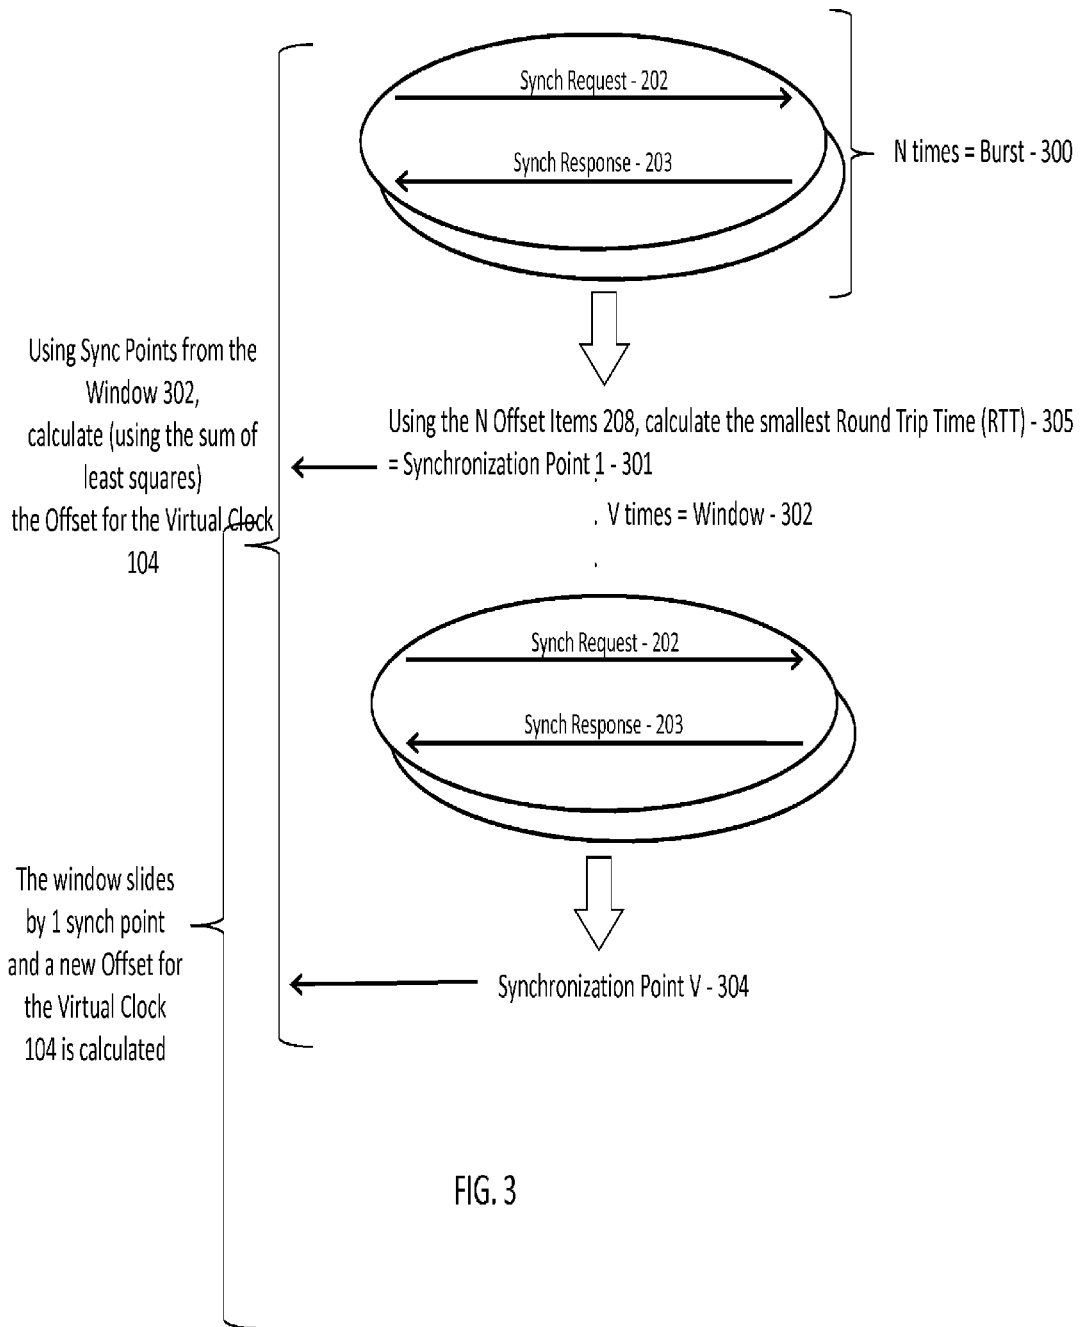 Synch Request - 202
Synch Response - 203
N times = Burst - 300
Using Sync Points from the
Window 302,
calculate (using the sum of
least squares)
the Offset for the Virtual Clock
104
Using the N Offset Items 208, calculate the smallest Round Trip Time (RTT) - 305
= Synchronization Point 1 - 301
V times = Window - 302
Synch Request - 202
Synch Response - 203
The window slides
by 1 synch point
and a new Offset for
the Virtual Clock
104 is calculated
Synchronization Point V - 304
FIG. 3